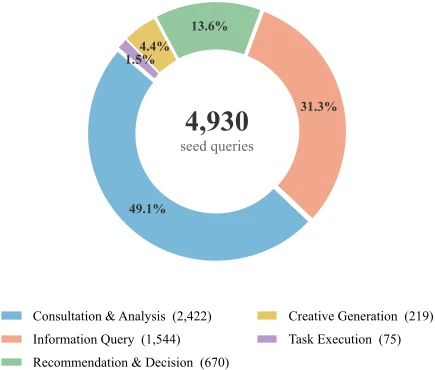 13.6%
4.4%
1.5%
31.3%
4,930
seed queries
49.1%
Consultation & Analysis (2,422)
Information Query (1,544)
Recommendation & Decision (670)
Creative Generation (219)
Task Execution (75)